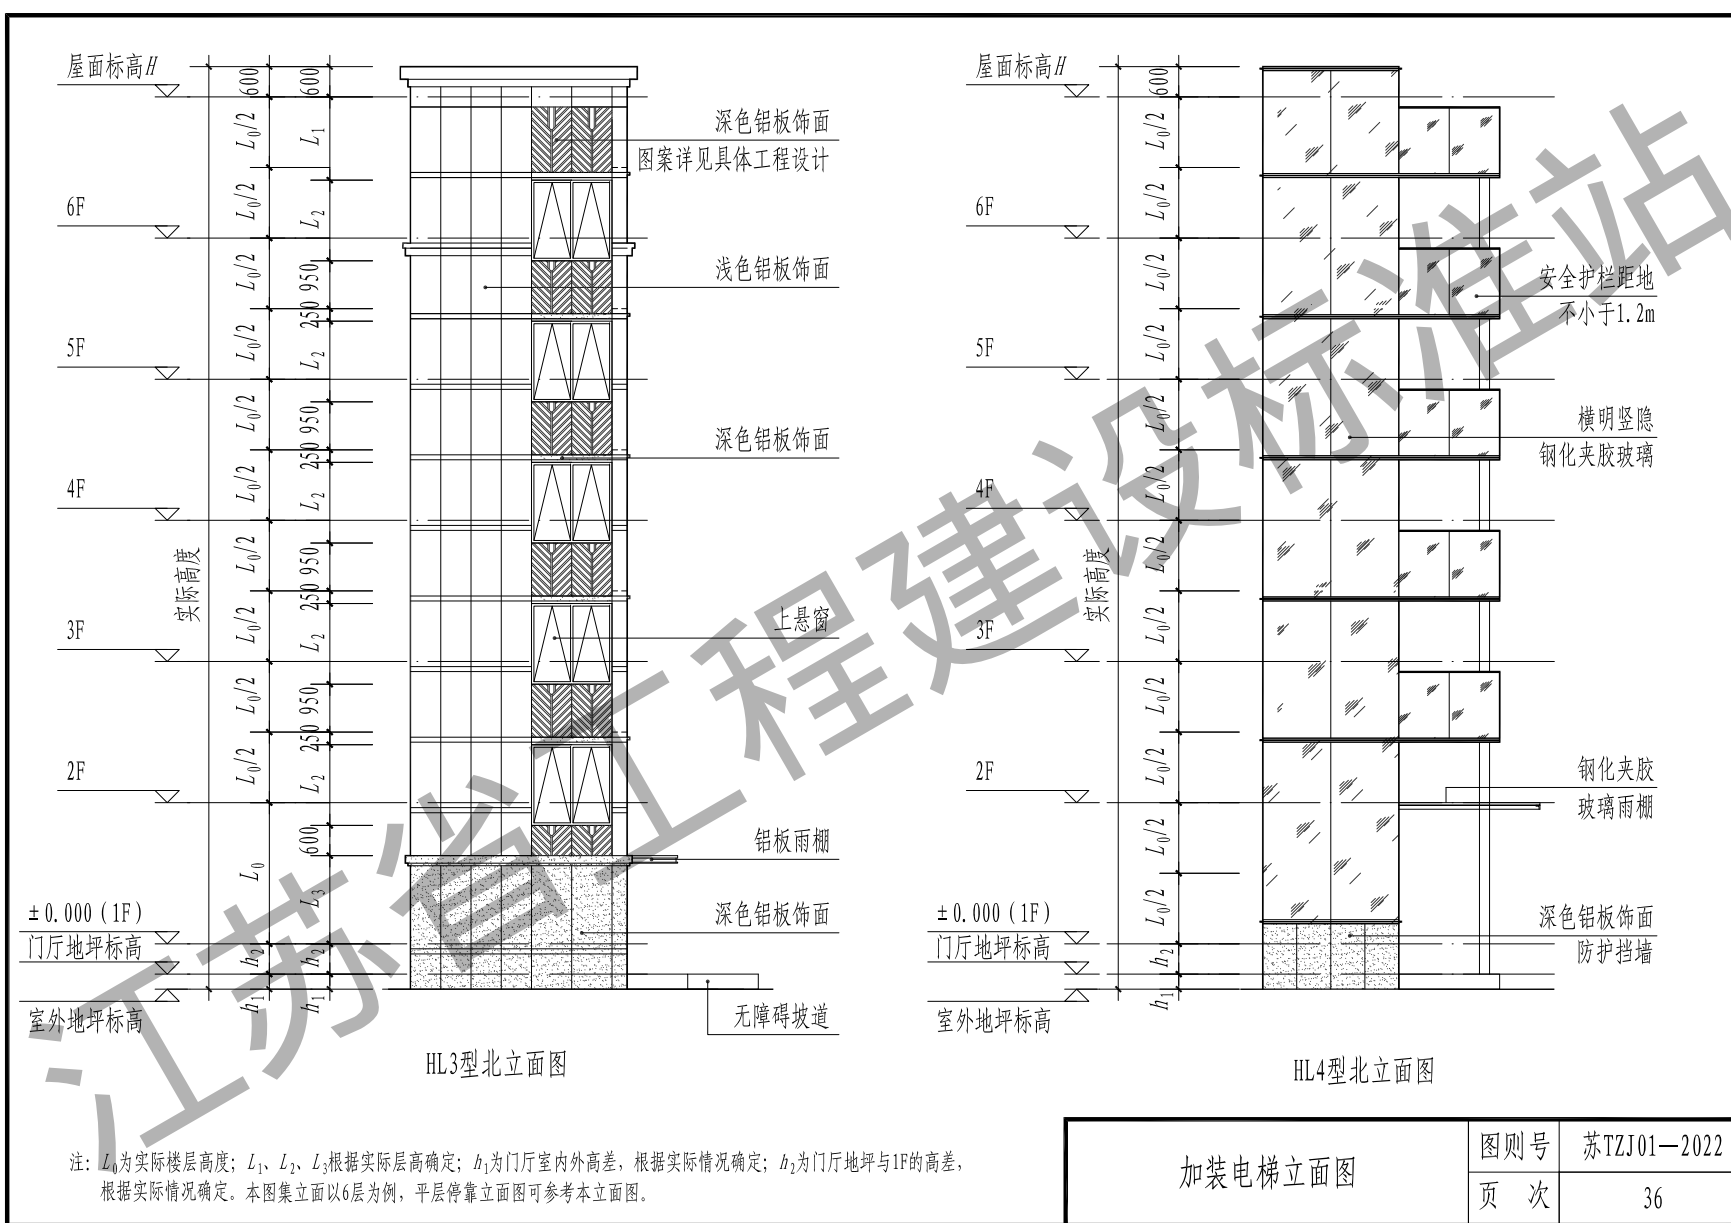 屋面标高H
6F
5F
4F
3F
2F
±0.000（1F）
门厅地坪标高
室外地坪标高
实际高度
600
L0/2
L0/2
L0/2
L0/2
L0/2
L0/2
L0/2
L0/2
L0/2
L0
h2
h1
600
L1
L2
950
250
L2
950
250
L2
950
250
L2
950
250
L2
600
L3
h2
h1
深色铝板饰面
图案详见具体工程设计
浅色铝板饰面
深色铝板饰面
上悬窗
铝板雨棚
深色铝板饰面
无障碍坡道
HL3型北立面图
屋面标高H
6F
5F
4F
3F
2F
±0.000（1F）
门厅地坪标高
室外地坪标高
实际高度
600
L0/2
L0/2
L0/2
L0/2
L0/2
L0/2
L0/2
L0/2
L0/2
L0/2
L0/2
L0/2
h2
h1
安全护栏距地
不小于1.2m
横明竖隐
钢化夹胶玻璃
钢化夹胶
玻璃雨棚
深色铝板饰面
防护挡墙
HL4型北立面图
注：L0为实际楼层高度；L1、L2、L3根据实际层高确定；h1为门厅室内外高差，根据实际情况确定；h2为门厅地坪与1F的高差，
根据实际情况确定。本图集立面以6层为例，平层停靠立面图可参考本立面图。
加装电梯立面图
图则号
苏TZJ01—2022
页 次
36
江苏省工程建设标准站